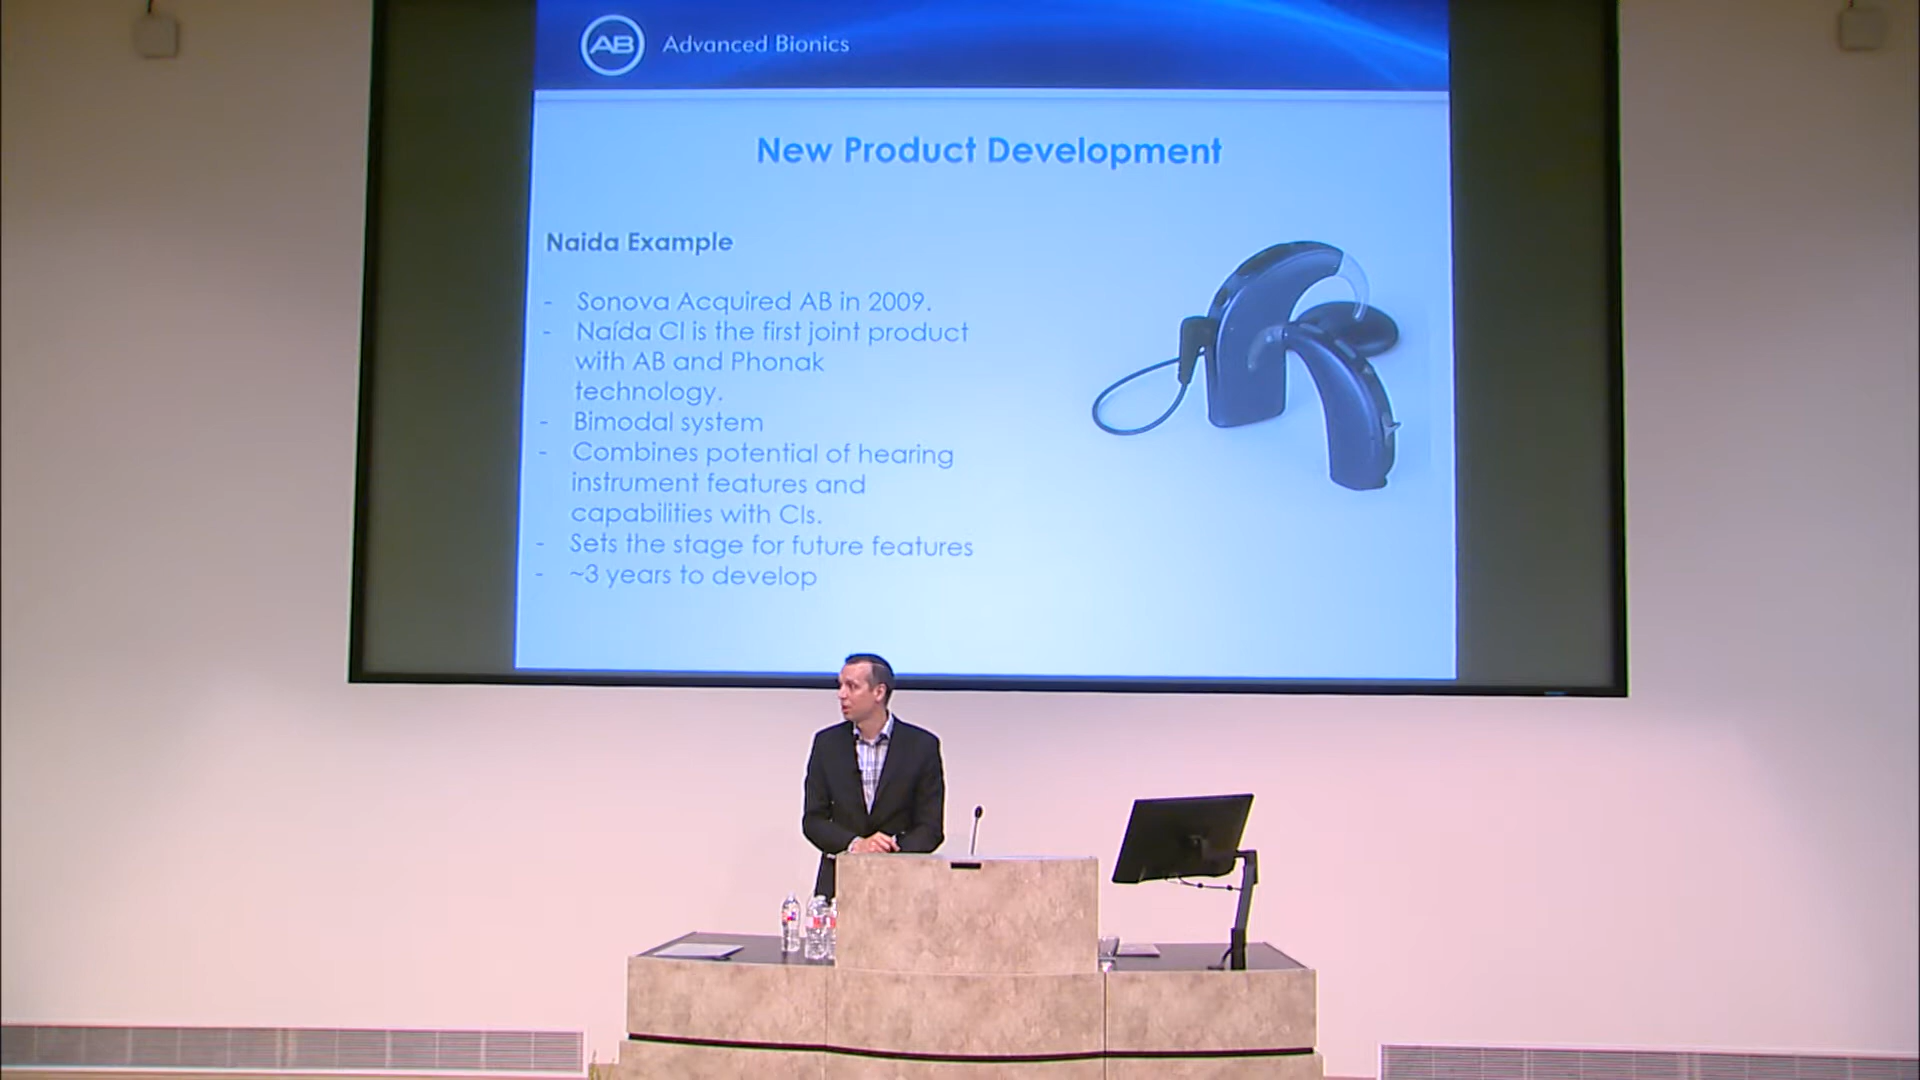 AB Advanced Bionics
New Product Development
Naida Example
- Sonova Acquired AB in 2009.
- Naída CI is the first joint product
with AB and Phonak
technology.
- Bimodal system
- Combines potential of hearing
instrument features and
capabilities with CIs.
- Sets the stage for future features
- ~3 years to develop